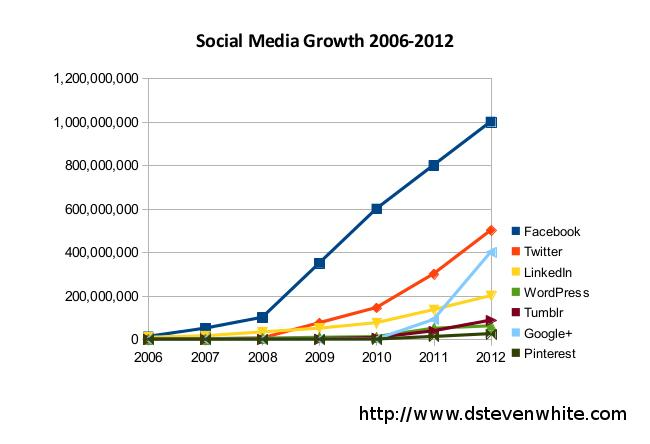 Social Media Growth 2006-2012
1,200,000,000
1,000,000,000
800,000,000
600,000,000
400,000,000
200,000,000
0
2006 2007 2008 2009 2010 2011 2012
Facebook
Twitter
LinkedIn
WordPress
Tumblr
Google+
Pinterest
http://www.dstevenwhite.com